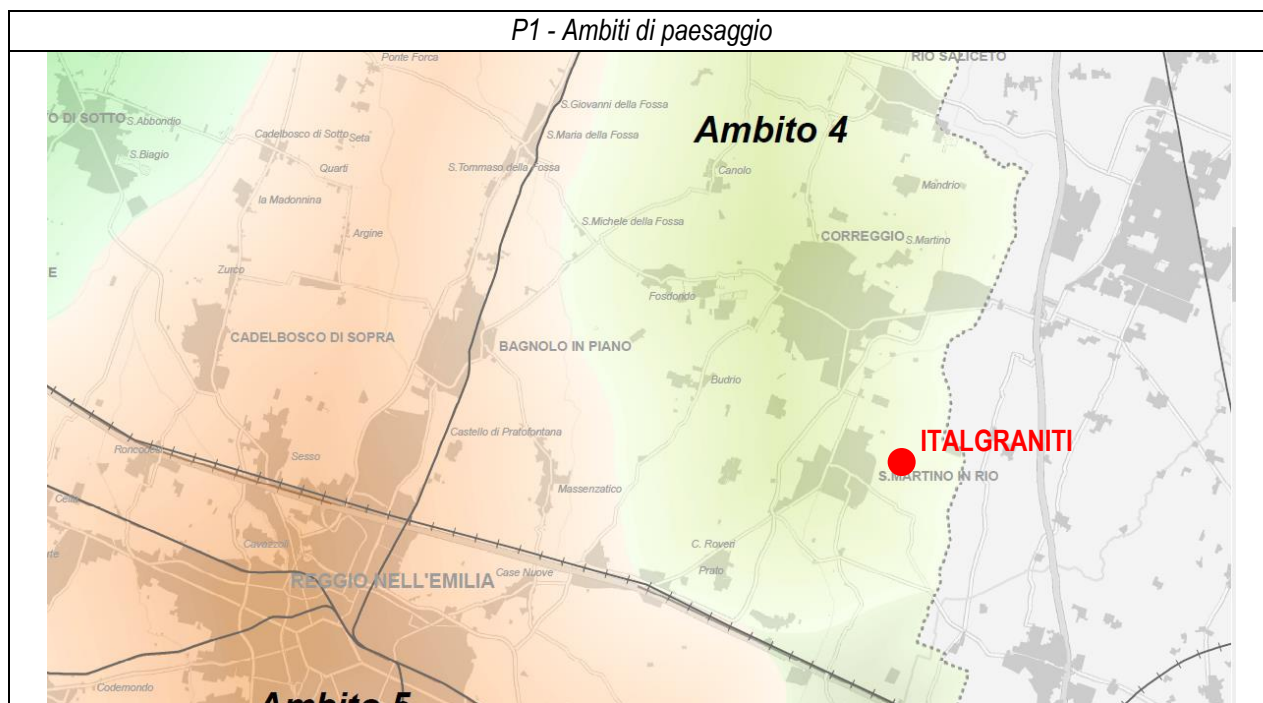 P1 - Ambiti di paesaggio
Ponte Forca
RIO SALICETO
S.Giovanni della Fossa
O DI SOTTO
S.Abbondio
Cadelbosco di Sotto
Seta
S.Maria della Fossa
Ambito 4
S.Biagio
Quarti
S.Tommaso della Fossa
Canolo
Mandrio
la Madonnina
S.Michele della Fossa
Argine
CORREGGIO
S.Martino
Zurco
E
Fosdondo
CADELBOSCO DI SOPRA
BAGNOLO IN PIANO
Budrio
Castello di Pratofontana
ITALGRANITI
Roncocesi
Sesso
S.MARTINO IN RIO
Massenzatico
Cella
Cavazzoli
C. Roveri
Prato
REGGIO NELL'EMILIA
Case Nuove
Codemondo
Ambito 5